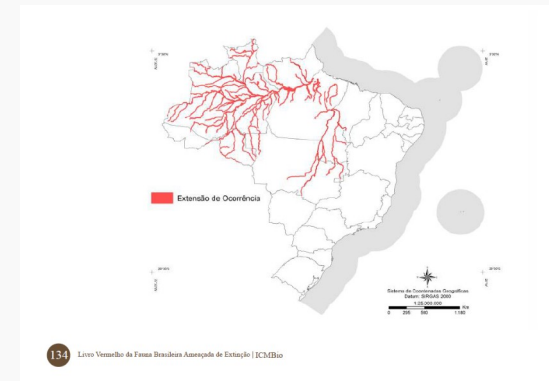 Extensão de Ocorrência
Sistema de Coordenadas Geográficas
Datum: SIRGAS 2000
1:25.000.000
Km
0 295 590 1.180
134 Livro Vermelho da Fauna Brasileira Ameaçada de Extinção | ICMBio